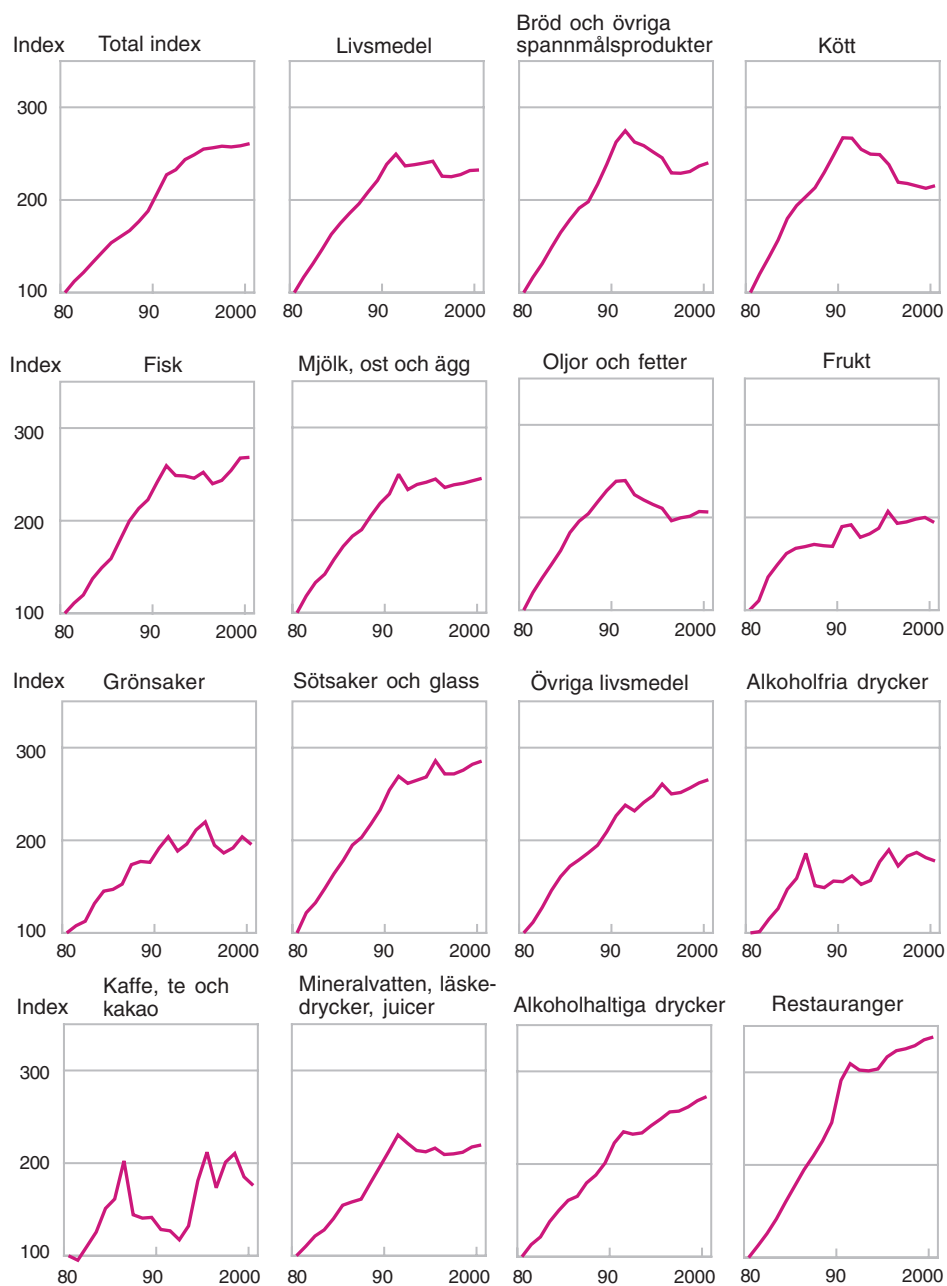 Index
Total index
Livsmedel
Bröd och övriga
spannmålsprodukter
Kött
300
200
100
80 90 2000
80 90 2000
80 90 2000
80 90 2000
Index
Fisk
Mjölk, ost och ägg
Oljor och fetter
Frukt
300
200
100
80 90 2000
80 90 2000
80 90 2000
80 90 2000
Index
Grönsaker
Sötsaker och glass
Övriga livsmedel
Alkoholfria drycker
300
200
100
80 90 2000
80 90 2000
80 90 2000
80 90 2000
Index
Kaffe, te och
kakao
Mineralvatten, läske-
drycker, juicer
Alkoholhaltiga drycker
Restauranger
300
200
100
80 90 2000
80 90 2000
80 90 2000
80 90 2000